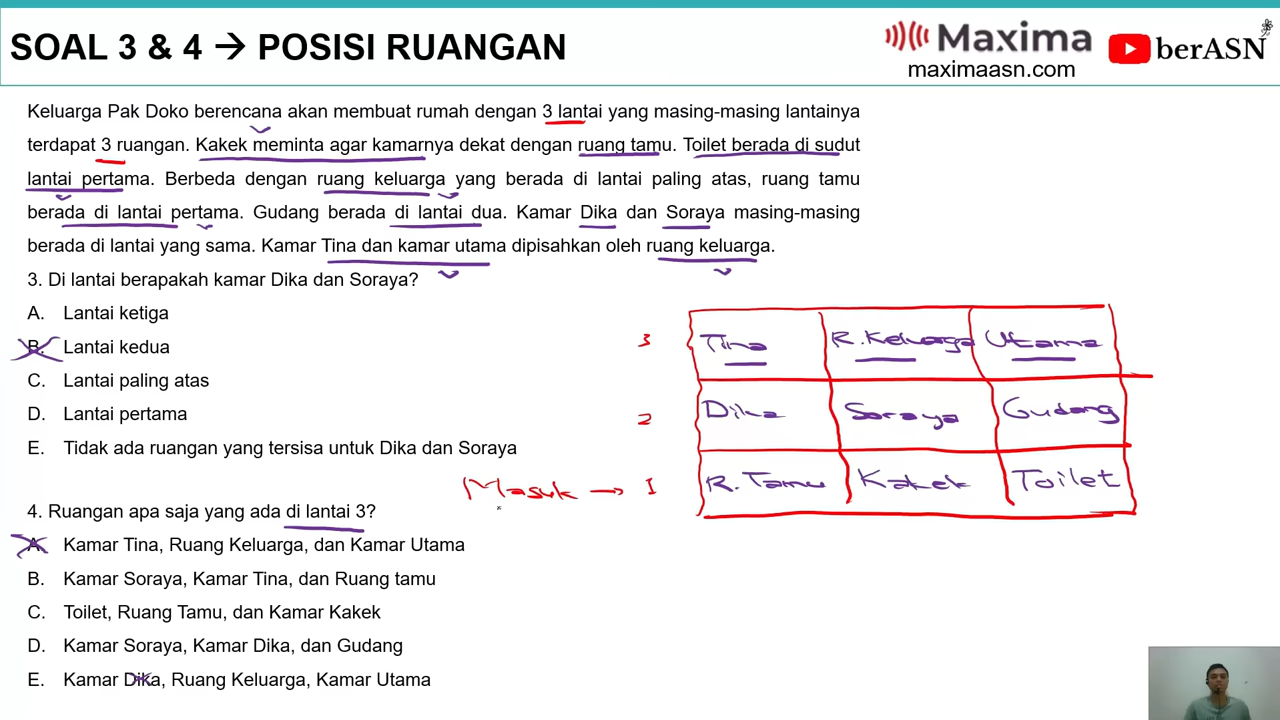 SOAL 3 & 4 → POSISI RUANGAN
Maxima
maximaasn.com
berASN
Keluarga Pak Doko berencana akan membuat rumah dengan 3 lantai yang masing-masing lantainya
terdapat 3 ruangan. Kakek meminta agar kamarnya dekat dengan ruang tamu. Toilet berada di sudut
lantai pertama. Berbeda dengan ruang keluarga yang berada di lantai paling atas, ruang tamu
berada di lantai pertama. Gudang berada di lantai dua. Kamar Dika dan Soraya masing-masing
berada di lantai yang sama. Kamar Tina dan kamar utama dipisahkan oleh ruang keluarga.
3. Di lantai berapakah kamar Dika dan Soraya?
A. Lantai ketiga
B. Lantai kedua
C. Lantai paling atas
D. Lantai pertama
E. Tidak ada ruangan yang tersisa untuk Dika dan Soraya
4. Ruangan apa saja yang ada di lantai 3?
A. Kamar Tina, Ruang Keluarga, dan Kamar Utama
B. Kamar Soraya, Kamar Tina, dan Ruang tamu
C. Toilet, Ruang Tamu, dan Kamar Kakek
D. Kamar Soraya, Kamar Dika, dan Gudang
E. Kamar Dika, Ruang Keluarga, Kamar Utama
3 Tina R. Keluarga Utama
2 Dika Soraya Gudang
Masuk → 1 R. Tamu Kakek Toilet